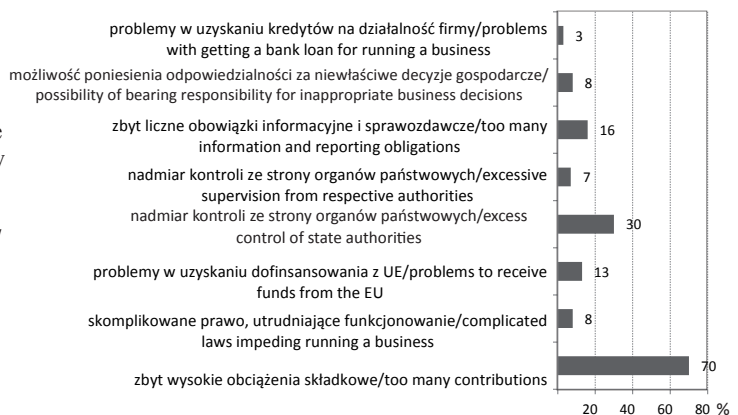 problemy w uzyskaniu kredytów na działalność firmy/problems
with getting a bank loan for running a business
3
możliwość poniesienia odpowiedzialności za niewłaściwe decyzje gospodarcze/
possibility of bearing responsibility for inappropriate business decisions
8
zbyt liczne obowiązki informacyjne i sprawozdawcze/too many
information and reporting obligations
16
nadmiar kontroli ze strony organów państwowych/excessive
supervision from respective authorities
7
nadmiar kontroli ze strony organów państwowych/excess
control of state authorities
30
problemy w uzyskaniu dofinansowania z UE/problems to receive
funds from the EU
13
skomplikowane prawo, utrudniające funkcjonowanie/complicated
laws impeding running a business
8
zbyt wysokie obciążenia składkowe/too many contributions
70
20 40 60 80 %